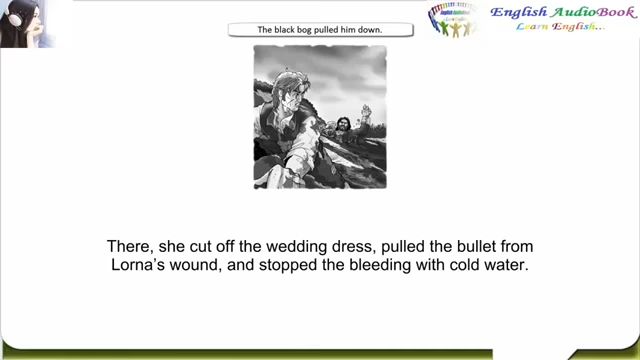 The black bog pulled him down.
English AudioBook
Learn English...
There, she cut off the wedding dress, pulled the bullet from
Lorna's wound, and stopped the bleeding with cold water.